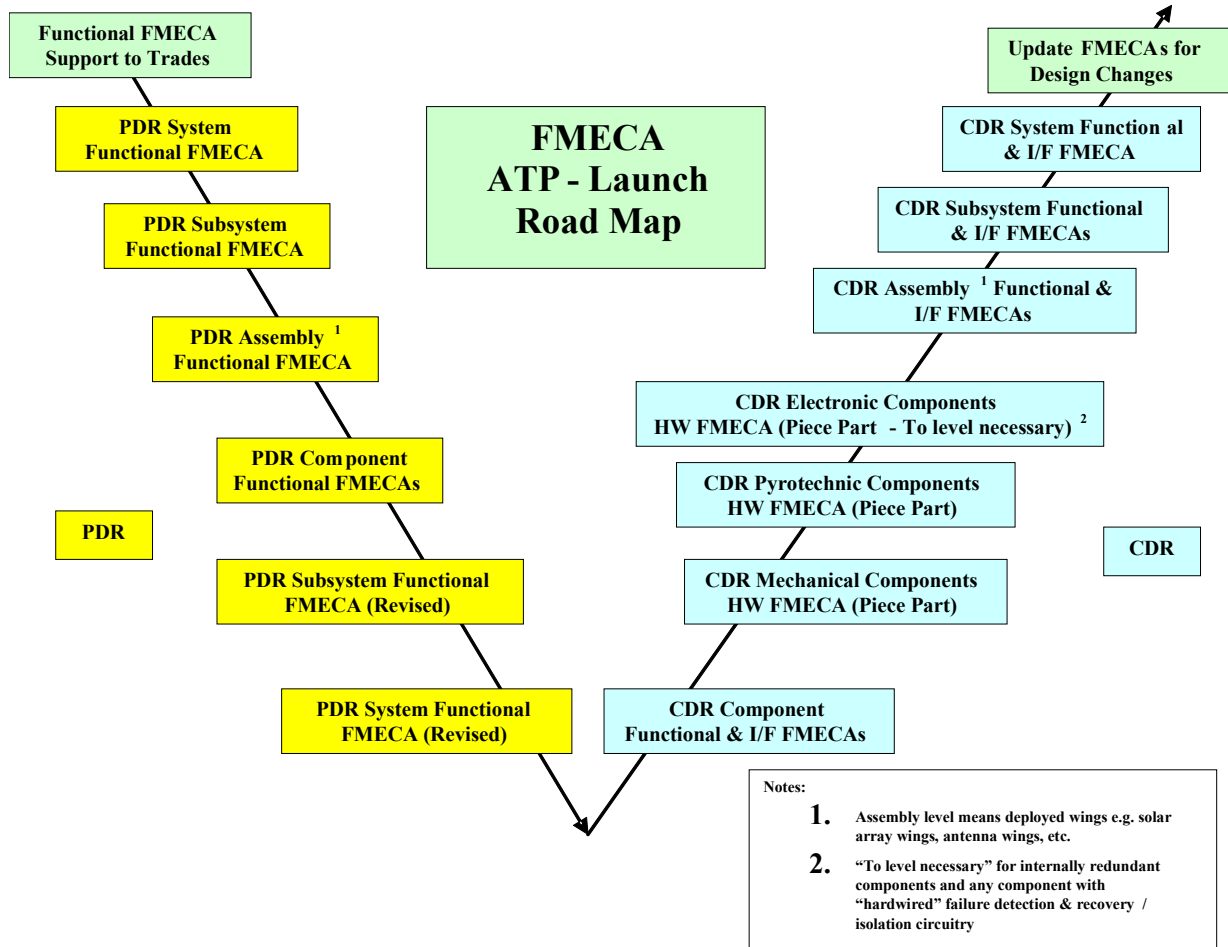 Functional FMECA
Support to Trades
PDR System
Functional FMECA
PDR Subsystem
Functional FMECA
PDR Assembly 1
Functional FMECA
PDR Component
Functional FMECAs
PDR
PDR Subsystem Functional
FMECA (Revised)
PDR System Functional
FMECA (Revised)
FMECA
ATP - Launch
Road Map
Update FMECAs for
Design Changes
CDR System Function al
& I/F FMECA
CDR Subsystem Functional
& I/F FMECAs
CDR Assembly 1 Functional &
I/F FMECAs
CDR Electronic Components
HW FMECA (Piece Part - To level necessary) 2
CDR Pyrotechnic Components
HW FMECA (Piece Part)
CDR
CDR Mechanical Components
HW FMECA (Piece Part)
CDR Component
Functional & I/F FMECAs
Notes:
1. Assembly level means deployed wings e.g. solar
array wings, antenna wings, etc.
2. “To level necessary” for internally redundant
components and any component with
“hardwired” failure detection & recovery /
isolation circuitry